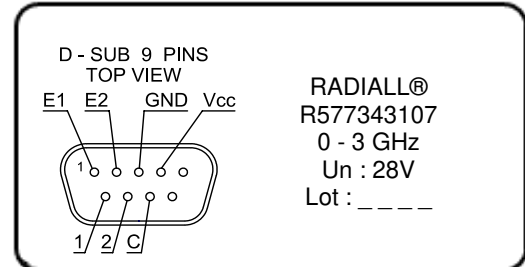 D - SUB 9 PINS
TOP VIEW
E1 E2 GND Vcc
1
1 2 C
RADIALL®
R577343107
0 - 3 GHz
Un : 28V
Lot : _ _ _ _